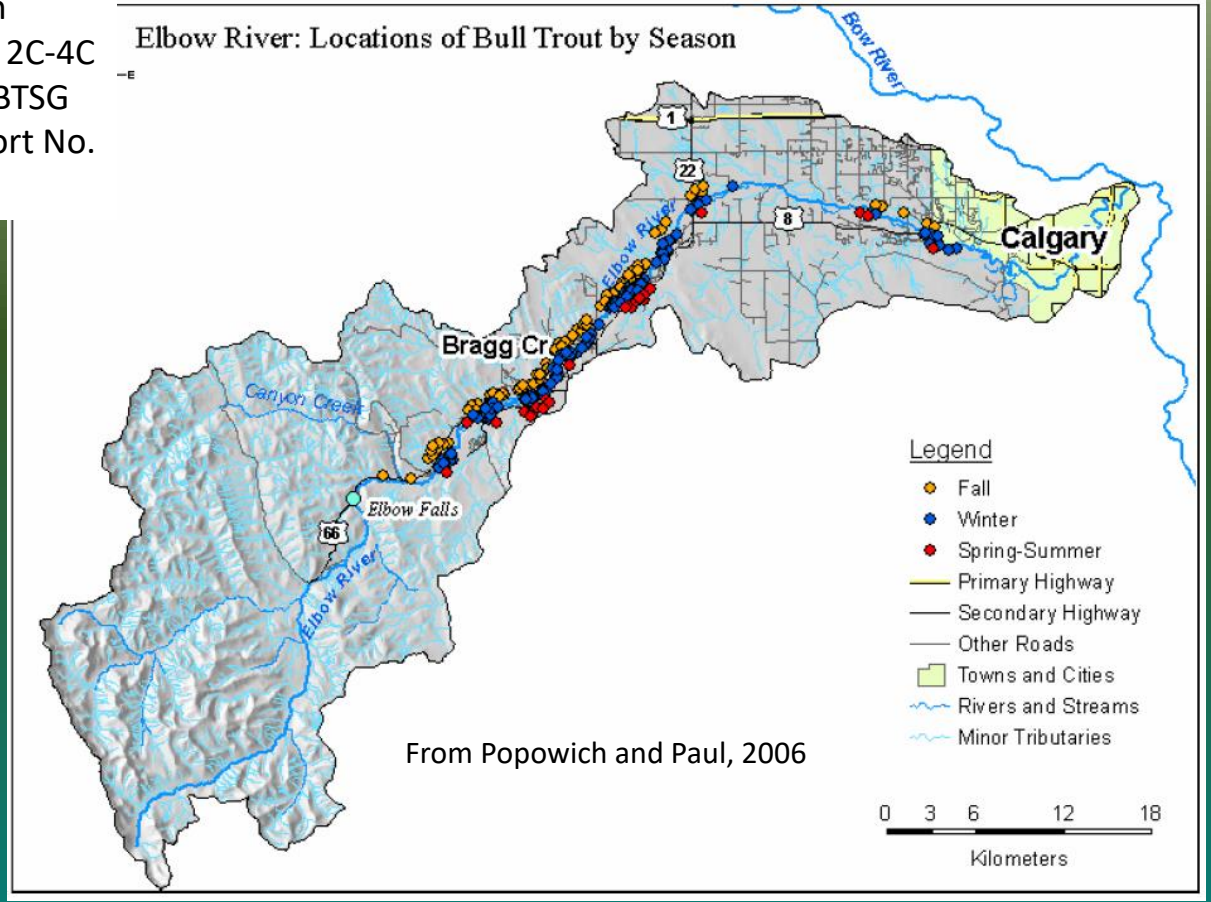 2C-4C
BTSG
ort No.
Elbow River: Locations of Bull Trout by Season
E
Bow River
1
22
8
Elbow River
Calgary
Bragg Cr
Canyon Creek
Elbow Falls
66
Elbow River
Legend
Fall
Winter
Spring-Summer
Primary Highway
Secondary Highway
Other Roads
Towns and Cities
Rivers and Streams
Minor Tributaries
From Popowich and Paul, 2006
0 3 6 12 18
Kilometers